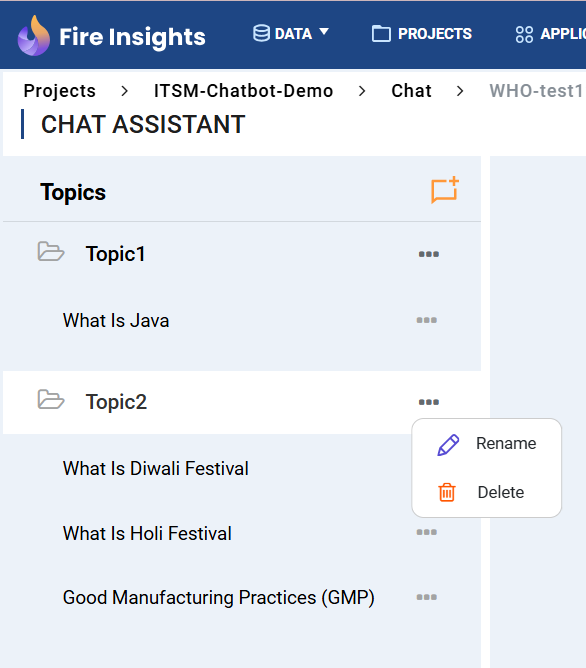 Fire Insights DATA PROJECTS APPLIC
Projects > ITSM-Chatbot-Demo > Chat > WHO-test1
CHAT ASSISTANT
Topics
Topic1
What Is Java
Topic2
Rename
What Is Diwali Festival
Delete
What Is Holi Festival
Good Manufacturing Practices (GMP)